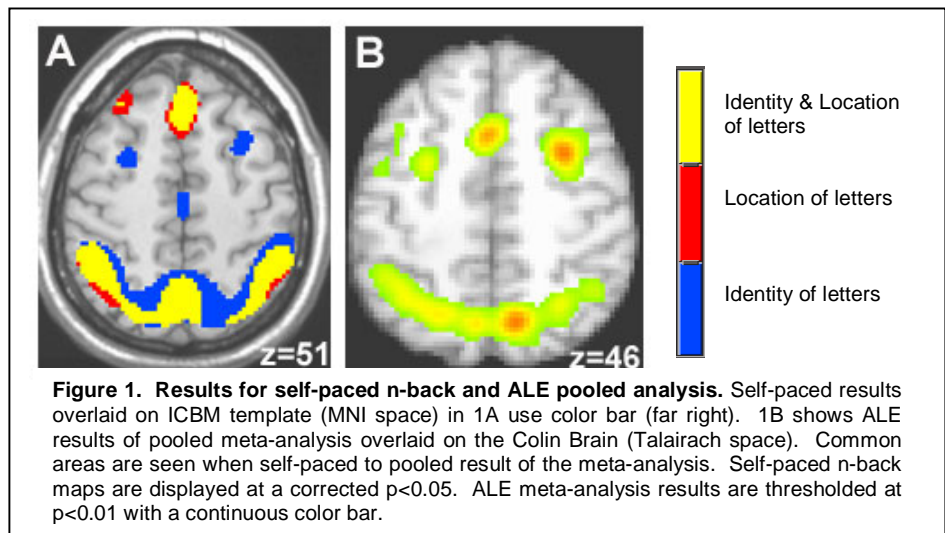 A
B
Identity & Location
of letters
Location of letters
Identity of letters
z=51
z=46
Figure 1. Results for self-paced n-back and ALE pooled analysis. Self-paced results
overlaid on ICBM template (MNI space) in 1A use color bar (far right). 1B shows ALE
results of pooled meta-analysis overlaid on the Colin Brain (Talairach space). Common
areas are seen when self-paced to pooled result of the meta-analysis. Self-paced n-back
maps are displayed at a corrected p<0.05. ALE meta-analysis results are thresholded at
p<0.01 with a continuous color bar.